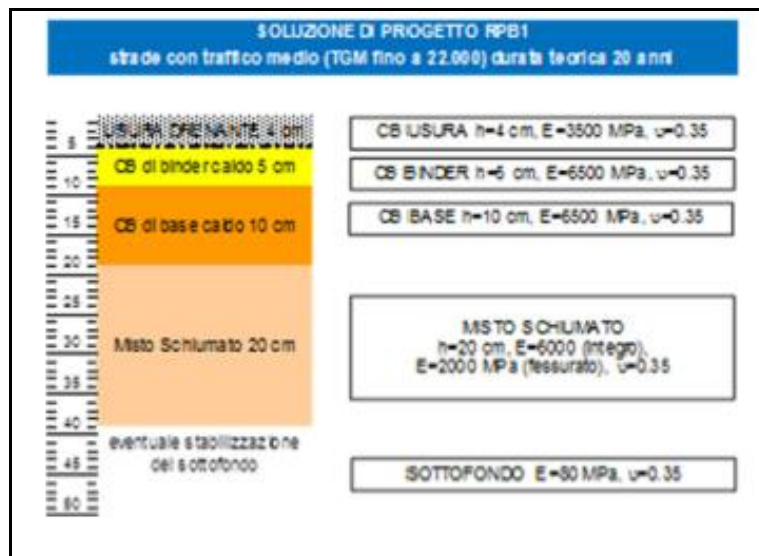 SOLUZIONE DI PROGETTO RPB1
strade con traffico medio (TGM fino a 22.000) durata teorica 20 anni
USURA DRENANTE 4 cm
CB di binder caldo 5 cm
CB di base caldo 10 cm
Misto Schiumato 20 cm
eventuale stabilizzazione
del sottofondo
5
10
15
20
25
30
35
40
45
50
CB USURA h=4 cm, E=3500 MPa, υ=0.35
CB BINDER h=5 cm, E=6500 MPa, υ=0.35
CB BASE h=10 cm, E=6500 MPa, υ=0.35
MISTO SCHIUMATO
h=20 cm, E=6000 (integro),
E=2000 MPa (fessurato), υ=0.35
SOTTOFONDO E=80 MPa, υ=0.35